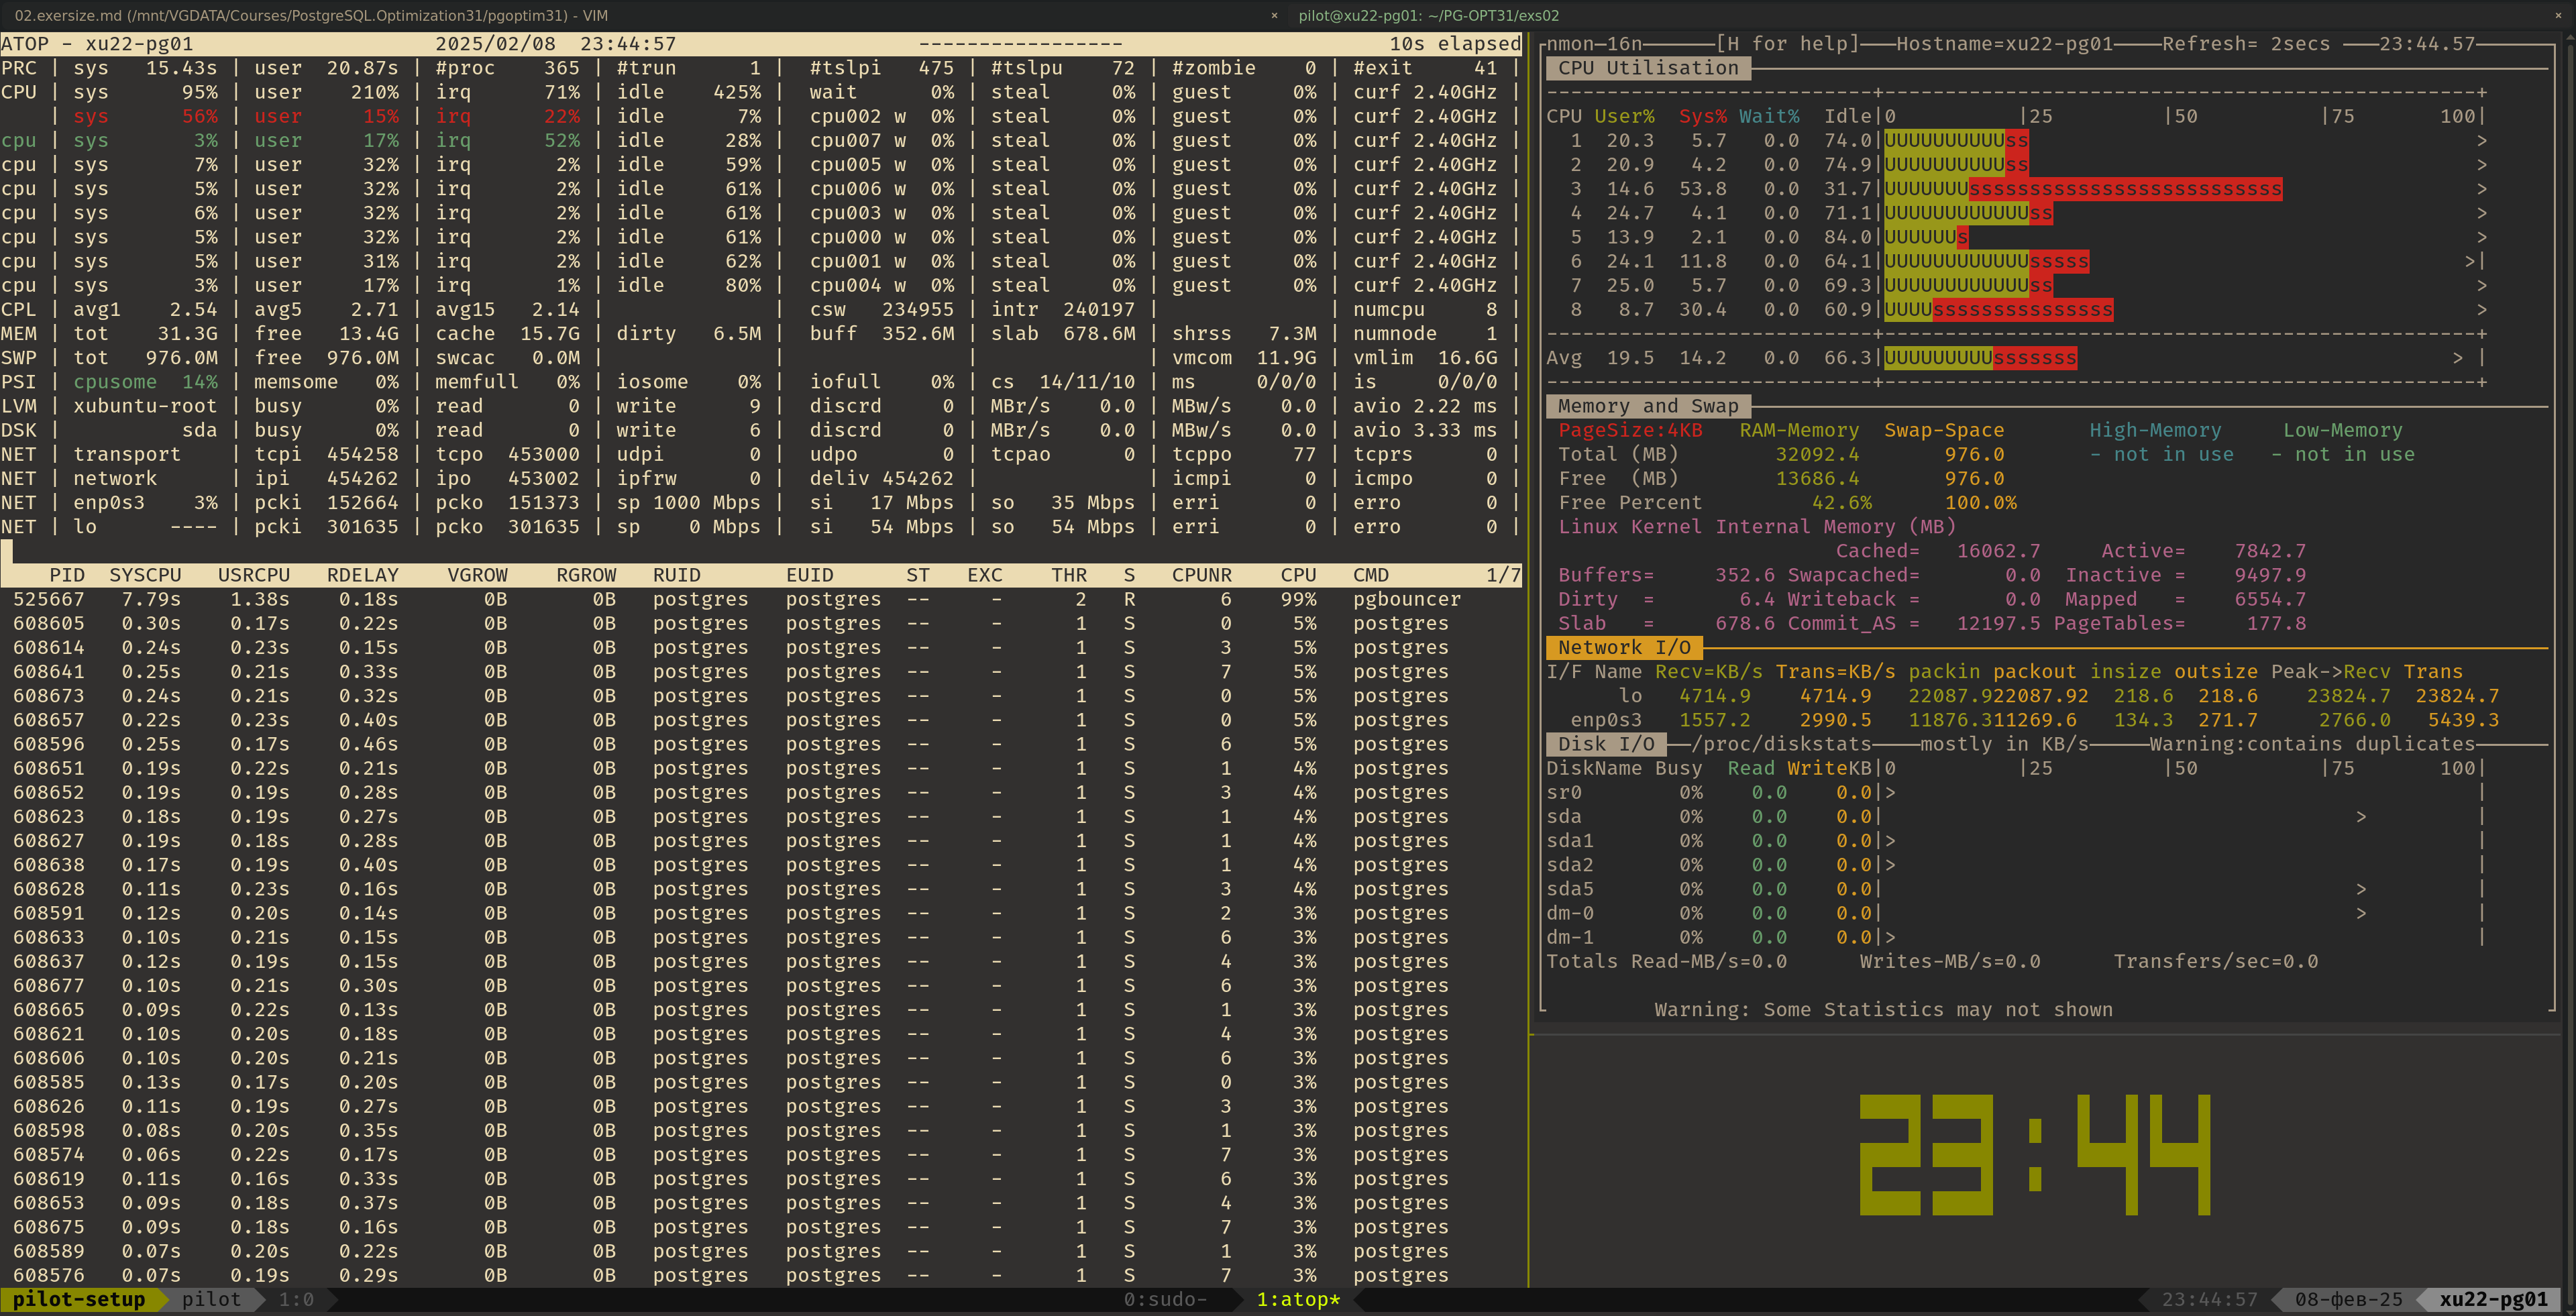 02.exersize.md (/mnt/VGDATA/Courses/PostgreSQL.Optimization31/pgoptim31) - VIM × pilot@xu22-pg01: ~/PG-OPT31/exs02 ×
ATOP - xu22-pg01 2025/02/08 23:44:57 ----------------- 10s elapsed
PRC | sys 15.43s | user 20.87s | #proc 365 | #trun 1 | #tslpi 475 | #tslpu 72 | #zombie 0 | #exit 41 |
CPU | sys 95% | user 210% | irq 71% | idle 425% | wait 0% | steal 0% | guest 0% | curf 2.40GHz |
| sys 56% | user 15% | irq 22% | idle 7% | cpu002 w 0% | steal 0% | guest 0% | curf 2.40GHz |
cpu | sys 3% | user 17% | irq 52% | idle 28% | cpu007 w 0% | steal 0% | guest 0% | curf 2.40GHz |
cpu | sys 7% | user 32% | irq 2% | idle 59% | cpu005 w 0% | steal 0% | guest 0% | curf 2.40GHz |
cpu | sys 5% | user 32% | irq 2% | idle 61% | cpu006 w 0% | steal 0% | guest 0% | curf 2.40GHz |
cpu | sys 6% | user 32% | irq 2% | idle 61% | cpu003 w 0% | steal 0% | guest 0% | curf 2.40GHz |
cpu | sys 5% | user 32% | irq 2% | idle 61% | cpu000 w 0% | steal 0% | guest 0% | curf 2.40GHz |
cpu | sys 5% | user 31% | irq 2% | idle 62% | cpu001 w 0% | steal 0% | guest 0% | curf 2.40GHz |
cpu | sys 3% | user 17% | irq 1% | idle 80% | cpu004 w 0% | steal 0% | guest 0% | curf 2.40GHz |
CPL | avg1 2.54 | avg5 2.71 | avg15 2.14 | | csw 234955 | intr 240197 | | numcpu 8 |
MEM | tot 31.3G | free 13.4G | cache 15.7G | dirty 6.5M | buff 352.6M | slab 678.6M | shrss 7.3M | numnode 1 |
SWP | tot 976.0M | free 976.0M | swcac 0.0M | | | | vmcom 11.9G | vmlim 16.6G |
PSI | cpusome 14% | memsome 0% | memfull 0% | iosome 0% | iofull 0% | cs 14/11/10 | ms 0/0/0 | is 0/0/0 |
LVM | xubuntu-root | busy 0% | read 0 | write 9 | discrd 0 | MBr/s 0.0 | MBw/s 0.0 | avio 2.22 ms |
DSK | sda | busy 0% | read 0 | write 6 | discrd 0 | MBr/s 0.0 | MBw/s 0.0 | avio 3.33 ms |
NET | transport | tcpi 454258 | tcpo 453000 | udpi 0 | udpo 0 | tcpao 0 | tcppo 77 | tcprs 0 |
NET | network | ipi 454262 | ipo 453002 | ipfrw 0 | deliv 454262 | | icmpi 0 | icmpo 0 |
NET | enp0s3 3% | pcki 152664 | pcko 151373 | sp 1000 Mbps | si 17 Mbps | so 35 Mbps | erri 0 | erro 0 |
NET | lo ---- | pcki 301635 | pcko 301635 | sp 0 Mbps | si 54 Mbps | so 54 Mbps | erri 0 | erro 0 |
PID SYSCPU USRCPU RDELAY VGROW RGROW RUID EUID ST EXC THR S CPUNR CPU CMD 1/7
525667 7.79s 1.38s 0.18s 0B 0B postgres postgres -- - 2 R 6 99% pgbouncer
608605 0.30s 0.17s 0.22s 0B 0B postgres postgres -- - 1 S 0 5% postgres
608614 0.24s 0.23s 0.15s 0B 0B postgres postgres -- - 1 S 3 5% postgres
608641 0.25s 0.21s 0.33s 0B 0B postgres postgres -- - 1 S 7 5% postgres
608673 0.24s 0.21s 0.32s 0B 0B postgres postgres -- - 1 S 0 5% postgres
608657 0.22s 0.23s 0.40s 0B 0B postgres postgres -- - 1 S 0 5% postgres
608596 0.25s 0.17s 0.46s 0B 0B postgres postgres -- - 1 S 6 5% postgres
608651 0.19s 0.22s 0.21s 0B 0B postgres postgres -- - 1 S 1 4% postgres
608652 0.19s 0.19s 0.28s 0B 0B postgres postgres -- - 1 S 3 4% postgres
608623 0.18s 0.19s 0.27s 0B 0B postgres postgres -- - 1 S 1 4% postgres
608627 0.19s 0.18s 0.28s 0B 0B postgres postgres -- - 1 S 1 4% postgres
608638 0.17s 0.19s 0.40s 0B 0B postgres postgres -- - 1 S 1 4% postgres
608628 0.11s 0.23s 0.16s 0B 0B postgres postgres -- - 1 S 3 4% postgres
608591 0.12s 0.20s 0.14s 0B 0B postgres postgres -- - 1 S 2 3% postgres
608633 0.10s 0.21s 0.15s 0B 0B postgres postgres -- - 1 S 6 3% postgres
608637 0.12s 0.19s 0.15s 0B 0B postgres postgres -- - 1 S 4 3% postgres
608677 0.10s 0.21s 0.30s 0B 0B postgres postgres -- - 1 S 6 3% postgres
608665 0.09s 0.22s 0.13s 0B 0B postgres postgres -- - 1 S 1 3% postgres
608621 0.10s 0.20s 0.18s 0B 0B postgres postgres -- - 1 S 4 3% postgres
608606 0.10s 0.20s 0.21s 0B 0B postgres postgres -- - 1 S 6 3% postgres
608585 0.13s 0.17s 0.20s 0B 0B postgres postgres -- - 1 S 0 3% postgres
608626 0.11s 0.19s 0.27s 0B 0B postgres postgres -- - 1 S 3 3% postgres
608598 0.08s 0.20s 0.35s 0B 0B postgres postgres -- - 1 S 1 3% postgres
608574 0.06s 0.22s 0.17s 0B 0B postgres postgres -- - 1 S 7 3% postgres
608619 0.11s 0.16s 0.33s 0B 0B postgres postgres -- - 1 S 6 3% postgres
608653 0.09s 0.18s 0.37s 0B 0B postgres postgres -- - 1 S 4 3% postgres
608675 0.09s 0.18s 0.16s 0B 0B postgres postgres -- - 1 S 7 3% postgres
608589 0.07s 0.20s 0.22s 0B 0B postgres postgres -- - 1 S 1 3% postgres
608576 0.07s 0.19s 0.29s 0B 0B postgres postgres -- - 1 S 7 3% postgres
nmon─16n [H for help] Hostname=xu22-pg01 Refresh= 2secs 23:44.57
CPU Utilisation
CPU User% Sys% Wait% Idle|0 |25 |50 |75 100|
1 20.3 5.7 0.0 74.0|UUUUUUUUUUss >
2 20.9 4.2 0.0 74.9|UUUUUUUUUUss >
3 14.6 53.8 0.0 31.7|UUUUUUUssssssssssssssssssssssssss >
4 24.7 4.1 0.0 71.1|UUUUUUUUUUUUss >
5 13.9 2.1 0.0 84.0|UUUUUUs >
6 24.1 11.8 0.0 64.1|UUUUUUUUUUUUsssss >|
7 25.0 5.7 0.0 69.3|UUUUUUUUUUUUss >
8 8.7 30.4 0.0 60.9|UUUUsssssssssssssss >
Avg 19.5 14.2 0.0 66.3|UUUUUUUUUsssssss > |
Memory and Swap
PageSize:4KB RAM-Memory Swap-Space High-Memory Low-Memory
Total (MB) 32092.4 976.0 - not in use - not in use
Free (MB) 13686.4 976.0
Free Percent 42.6% 100.0%
Linux Kernel Internal Memory (MB)
Cached= 16062.7 Active= 7842.7
Buffers= 352.6 Swapcached= 0.0 Inactive = 9497.9
Dirty = 6.4 Writeback = 0.0 Mapped = 6554.7
Slab = 678.6 Commit_AS = 12197.5 PageTables= 177.8
Network I/O
I/F Name Recv=KB/s Trans=KB/s packin packout insize outsize Peak->Recv Trans
lo 4714.9 4714.9 22087.922087.92 218.6 218.6 23824.7 23824.7
enp0s3 1557.2 2990.5 11876.311269.6 134.3 271.7 2766.0 5439.3
Disk I/O /proc/diskstats mostly in KB/s Warning:contains duplicates
DiskName Busy Read WriteKB|0 |25 |50 |75 100|
sr0 0% 0.0 0.0|> |
sda 0% 0.0 0.0| > |
sda1 0% 0.0 0.0|> |
sda2 0% 0.0 0.0|> |
sda5 0% 0.0 0.0| > |
dm-0 0% 0.0 0.0| > |
dm-1 0% 0.0 0.0|> |
Totals Read-MB/s=0.0 Writes-MB/s=0.0 Transfers/sec=0.0
Warning: Some Statistics may not shown
23:44
pilot-setup pilot 1:0 0:sudo- 1:atop* 23:44:57 08-фев-25 xu22-pg01